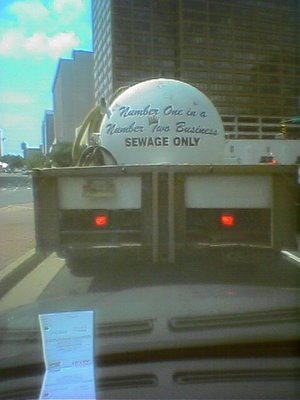 Number One in a
Number Two Business
SEWAGE ONLY